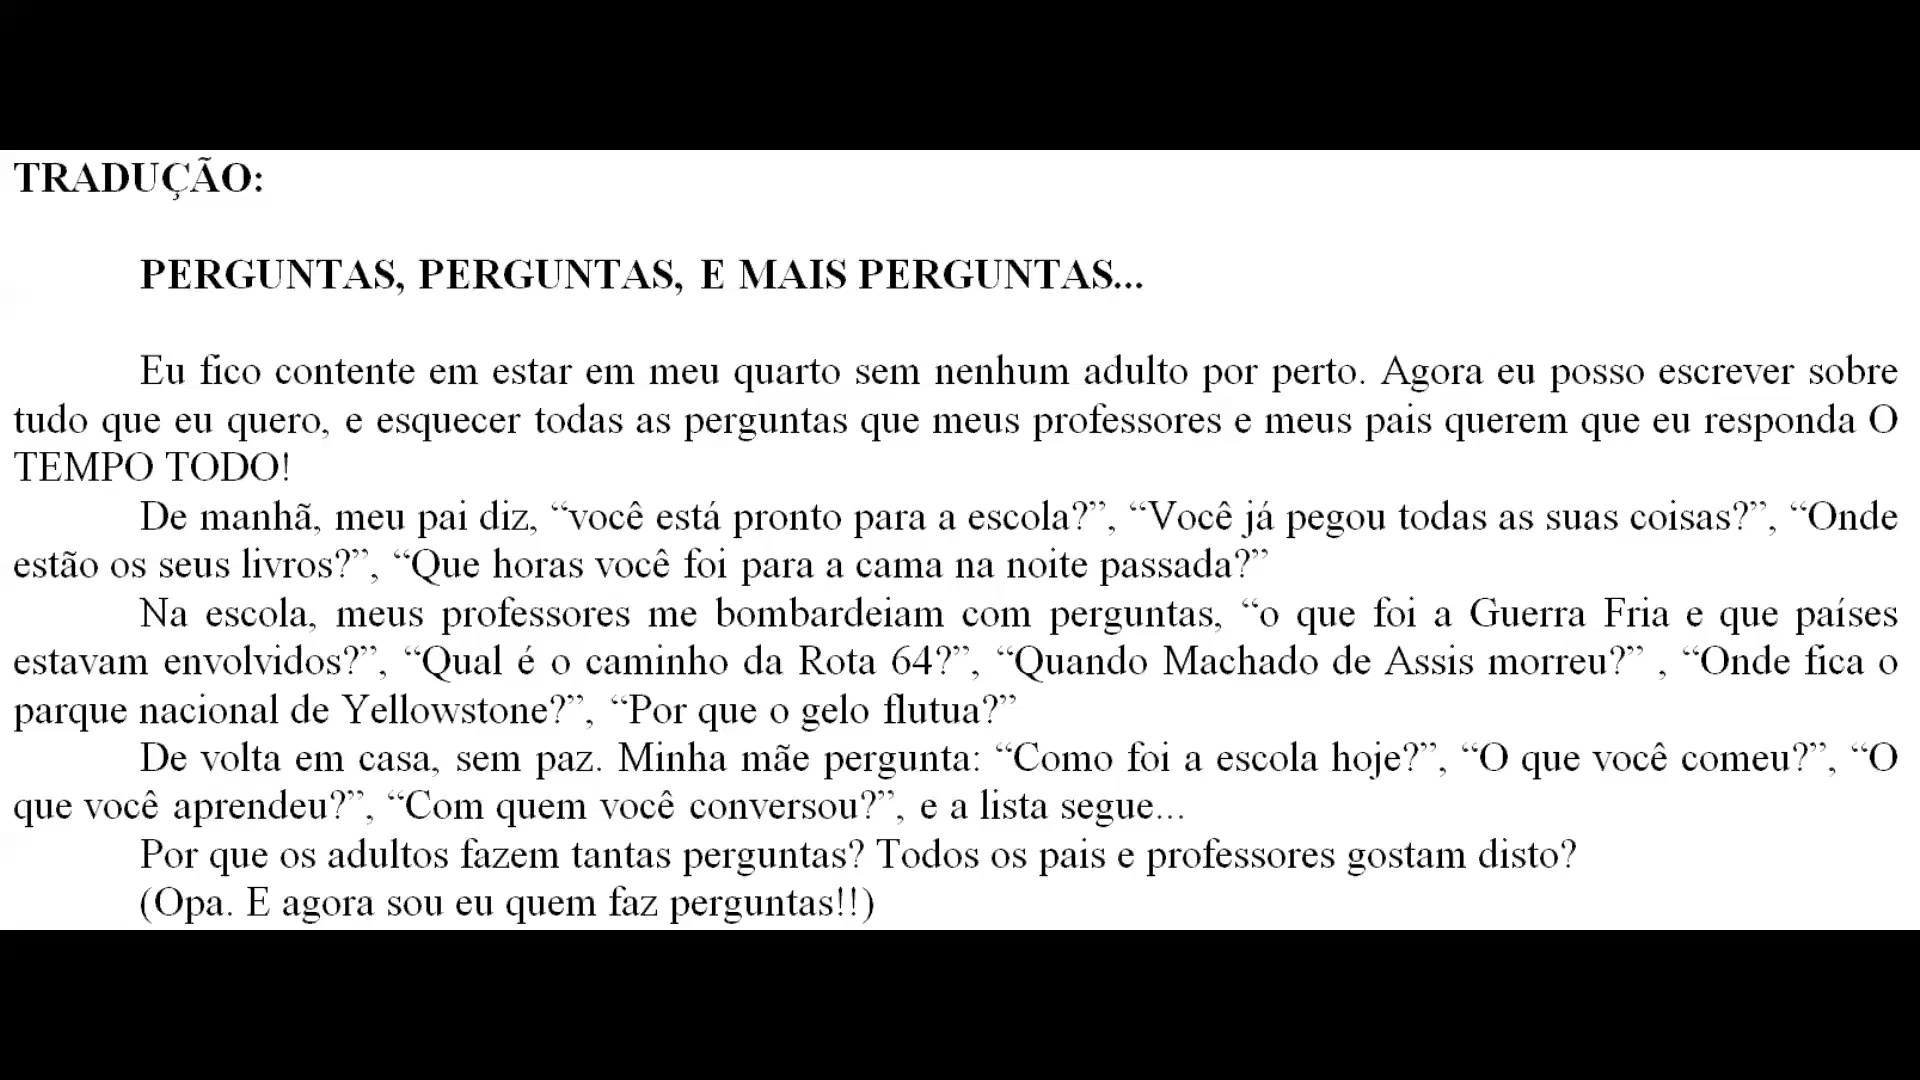 TRADUÇÃO:
PERGUNTAS, PERGUNTAS, E MAIS PERGUNTAS...
Eu fico contente em estar em meu quarto sem nenhum adulto por perto. Agora eu posso escrever sobre
tudo que eu quero, e esquecer todas as perguntas que meus professores e meus pais querem que eu responda O
TEMPO TODO!
De manhã, meu pai diz, “você está pronto para a escola?”, “Você já pegou todas as suas coisas?”, “Onde
estão os seus livros?”, “Que horas você foi para a cama na noite passada?”
Na escola, meus professores me bombardeiam com perguntas, “o que foi a Guerra Fria e que países
estavam envolvidos?”, “Qual é o caminho da Rota 64?”, “Quando Machado de Assis morreu?” , “Onde fica o
parque nacional de Yellowstone?”, “Por que o gelo flutua?”
De volta em casa, sem paz. Minha mãe pergunta: “Como foi a escola hoje?”, “O que você comeu?”, “O
que você aprendeu?”, “Com quem você conversou?”, e a lista segue...
Por que os adultos fazem tantas perguntas? Todos os pais e professores gostam disto?
(Opa. E agora sou eu quem faz perguntas!!)